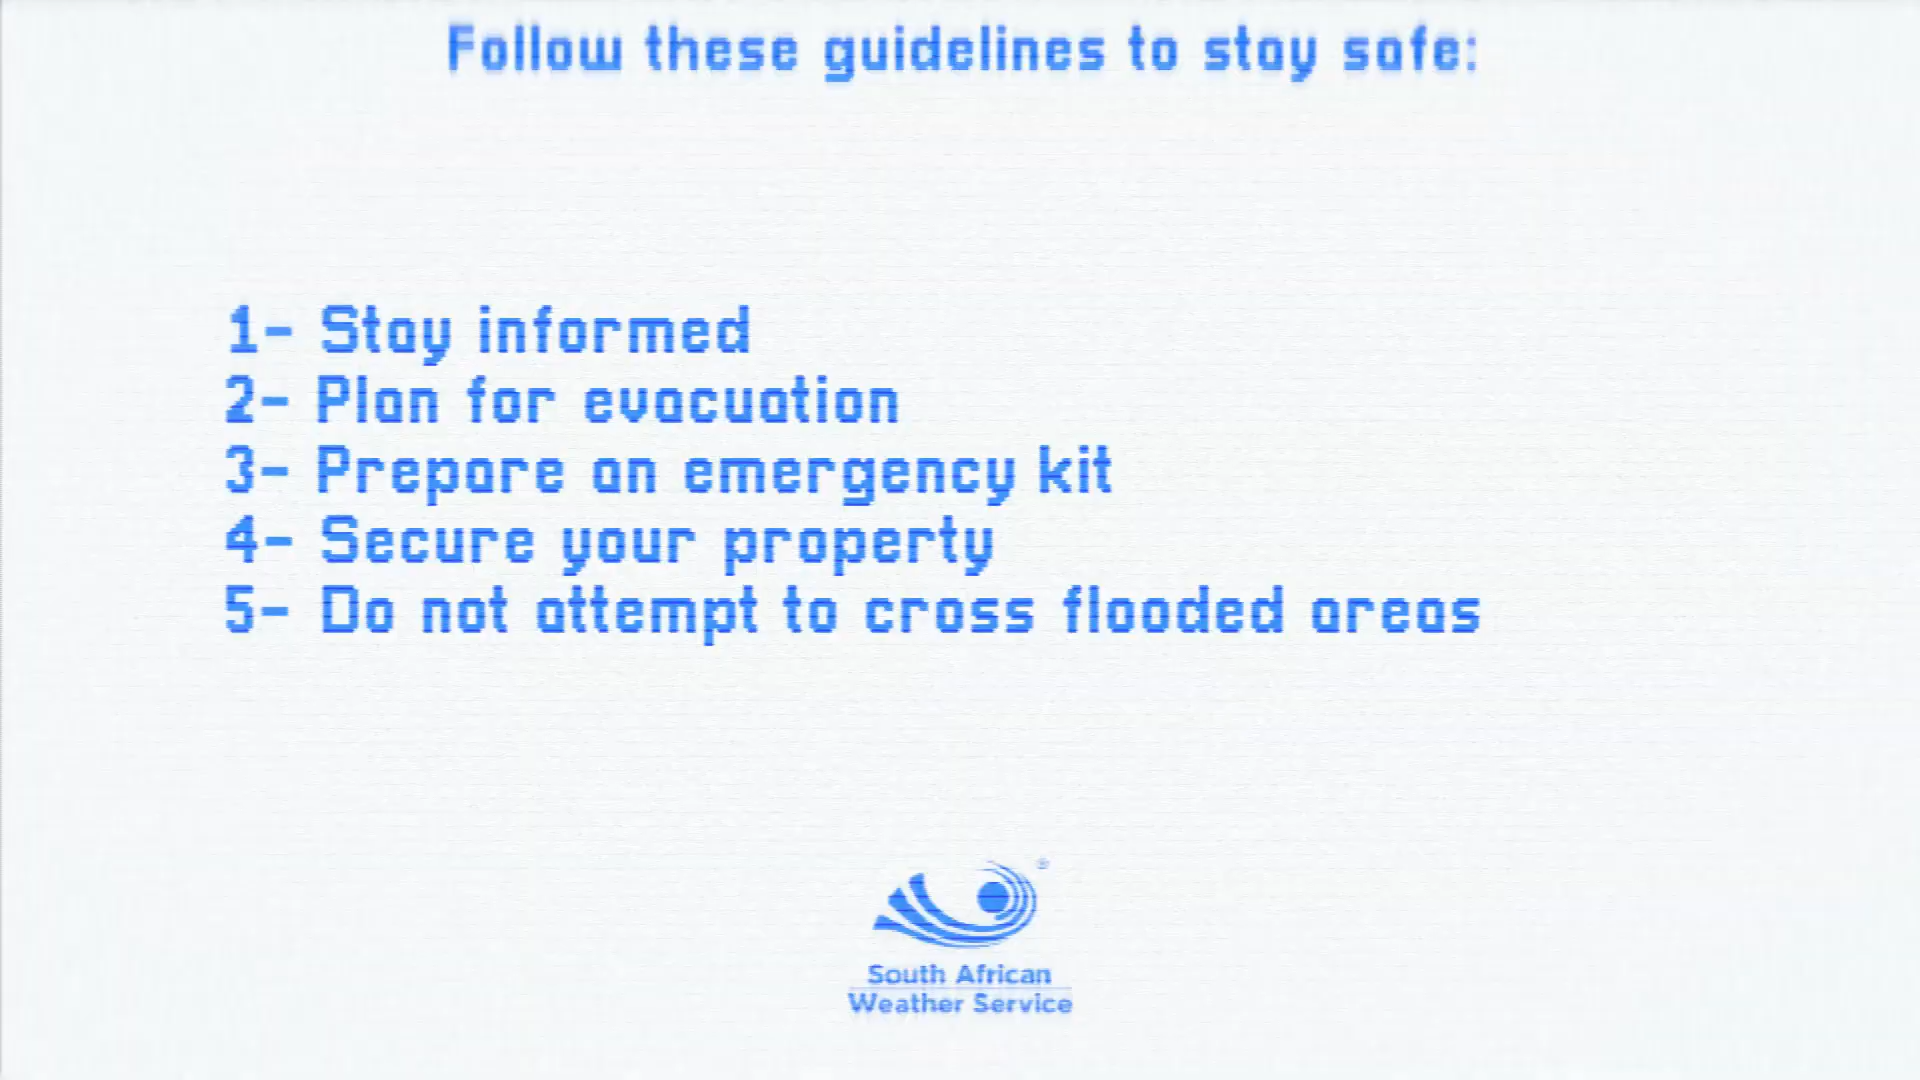 Follow these guidelines to stay safe:
1- Stay informed
2- Plan for evacuation
3- Prepare an emergency kit
4- Secure your property
5- Do not attempt to cross flooded areas
®
South African
Weather Service